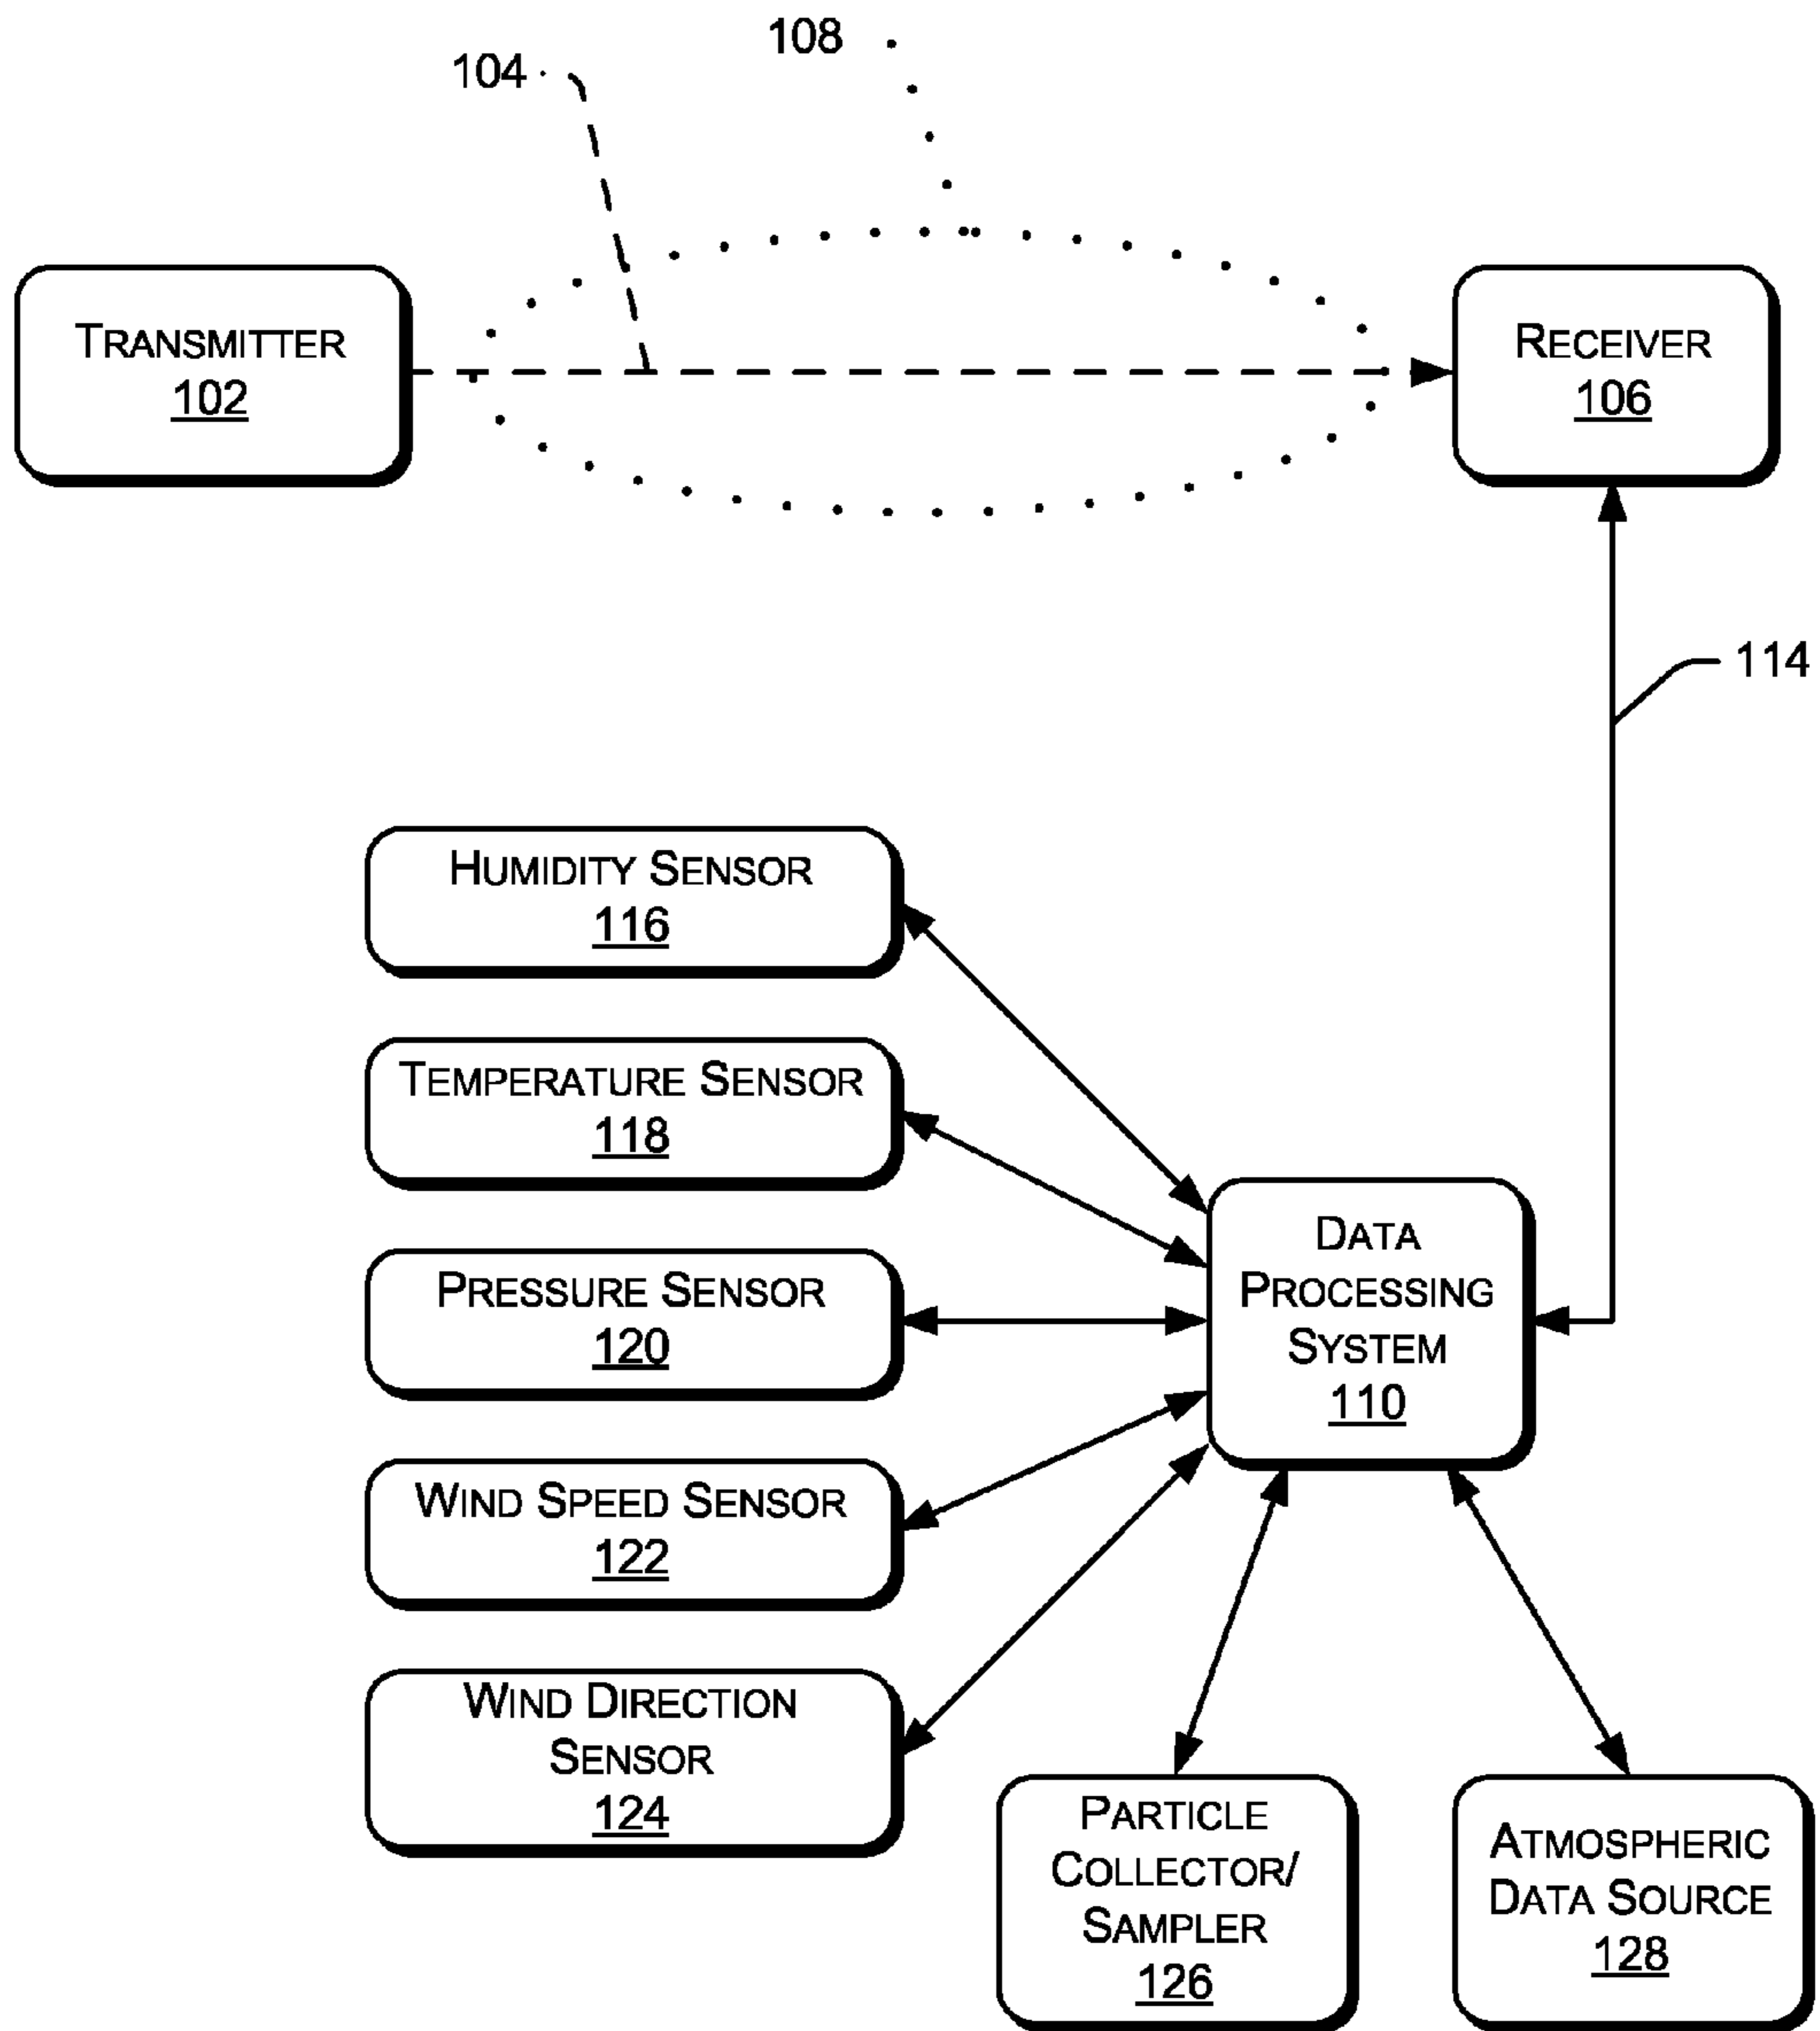 108
104
TRANSMITTER
102
RECEIVER
106
114
HUMIDITY SENSOR
116
TEMPERATURE SENSOR
118
PRESSURE SENSOR
120
WIND SPEED SENSOR
122
WIND DIRECTION
SENSOR
124
DATA
PROCESSING
SYSTEM
110
PARTICLE
COLLECTOR/
SAMPLER
126
ATMOSPHERIC
DATA SOURCE
128